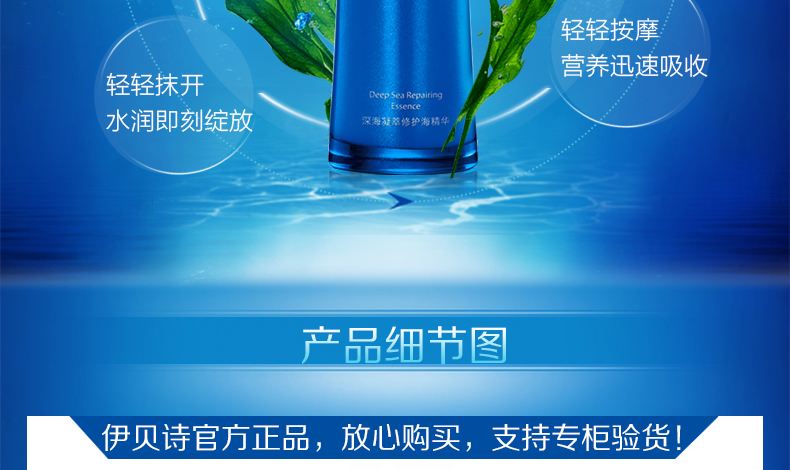 轻轻按摩
营养迅速吸收
轻轻抹开
水润即刻绽放
Deep Sea Repairing
Essence
深海凝萃修护海精华
产品细节图
伊贝诗官方正品，放心购买，支持专柜验货！